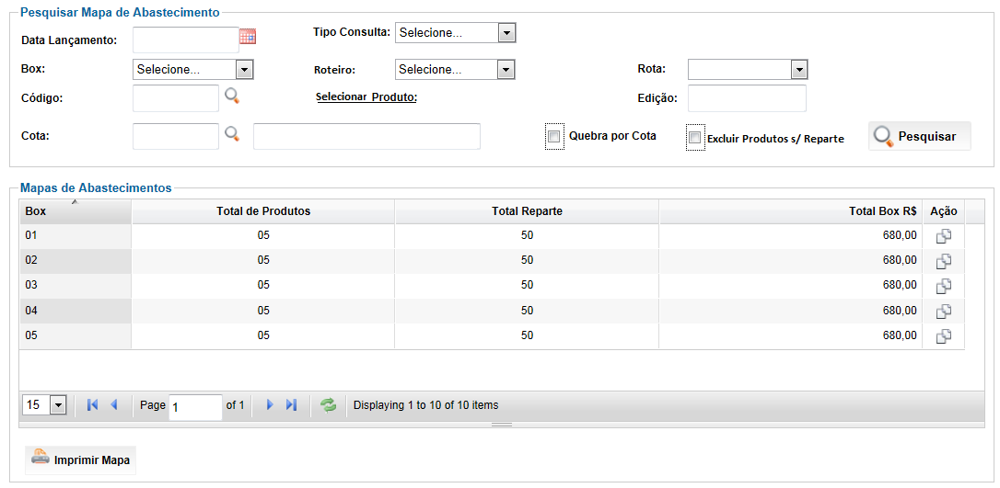 Pesquisar Mapa de Abastecimento
Data Lançamento: Tipo Consulta: Selecione...
Box: Selecione... Roteiro: Selecione... Rota:
Código: Selecionar Produto: Edição:
Cota: Quebra por Cota Excluir Produtos s/ Reparte Pesquisar
Mapas de Abastecimentos
Box Total de Produtos Total Reparte Total Box R$ Ação
01 05 50 680,00
02 05 50 680,00
03 05 50 680,00
04 05 50 680,00
05 05 50 680,00
15 Page 1 of 1 Displaying 1 to 10 of 10 items
Imprimir Mapa